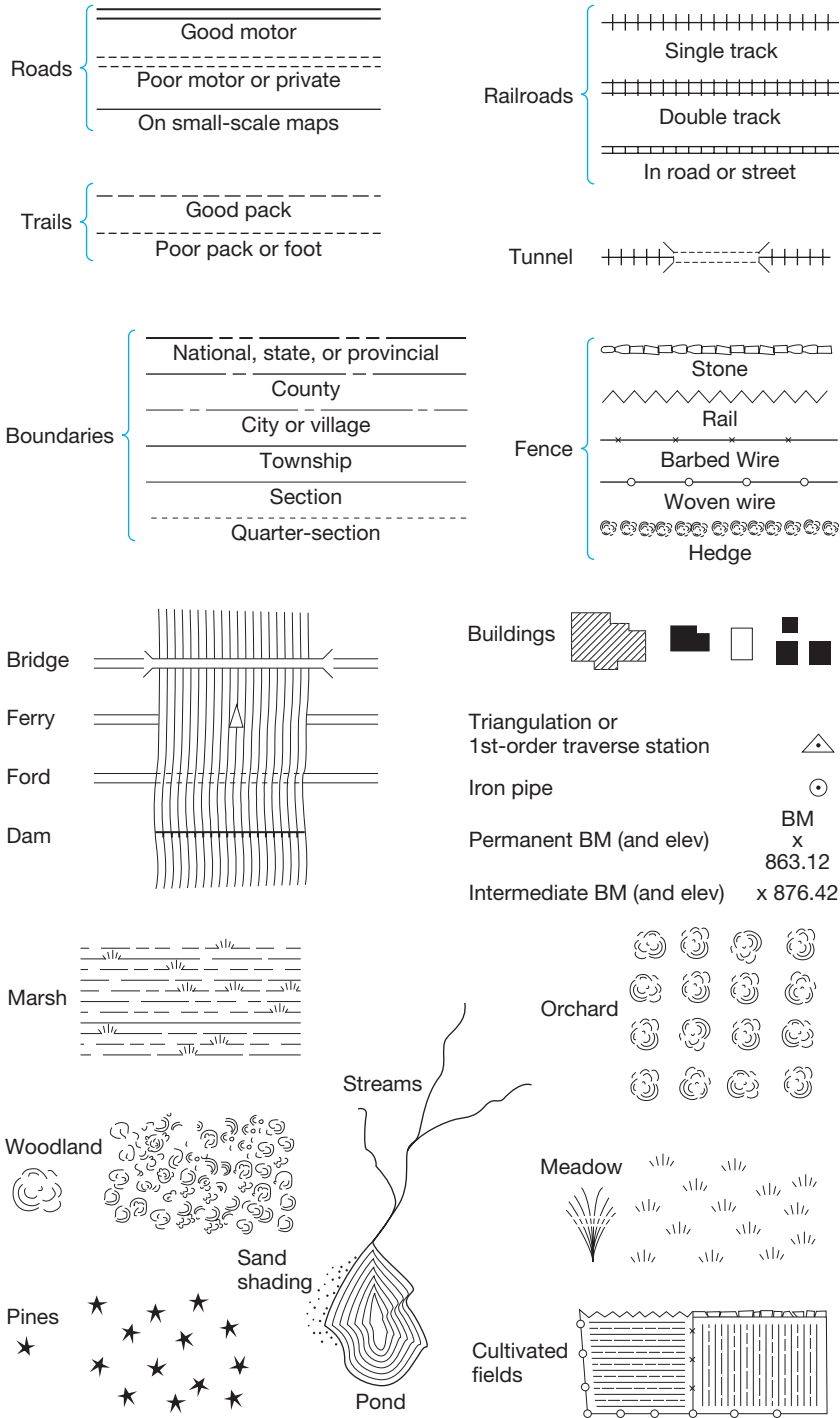 Roads
Good motor
Poor motor or private
On small-scale maps
Trails
Good pack
Poor pack or foot
Railroads
Single track
Double track
In road or street
Tunnel
Boundaries
National, state, or provincial
County
City or village
Township
Section
Quarter-section
Fence
Stone
Rail
Barbed Wire
Woven wire
Hedge
Bridge
Ferry
Ford
Dam
Buildings
Triangulation or
1st-order traverse station
Iron pipe
Permanent BM (and elev)
BM
x
863.12
Intermediate BM (and elev)
x 876.42
Marsh
Orchard
Streams
Woodland
Meadow
Sand
shading
Pines
Pond
Cultivated
fields